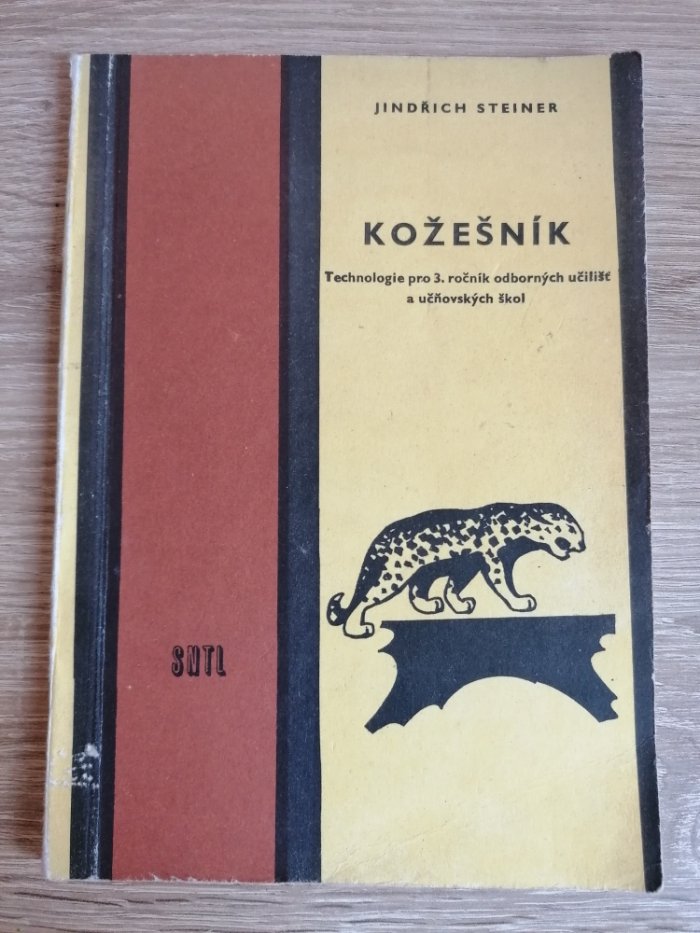 JINDŘICH STEINER
KOŽEŠNÍK
Technologie pro 3. ročník odborných učilišť
a učňovských škol
SNTL